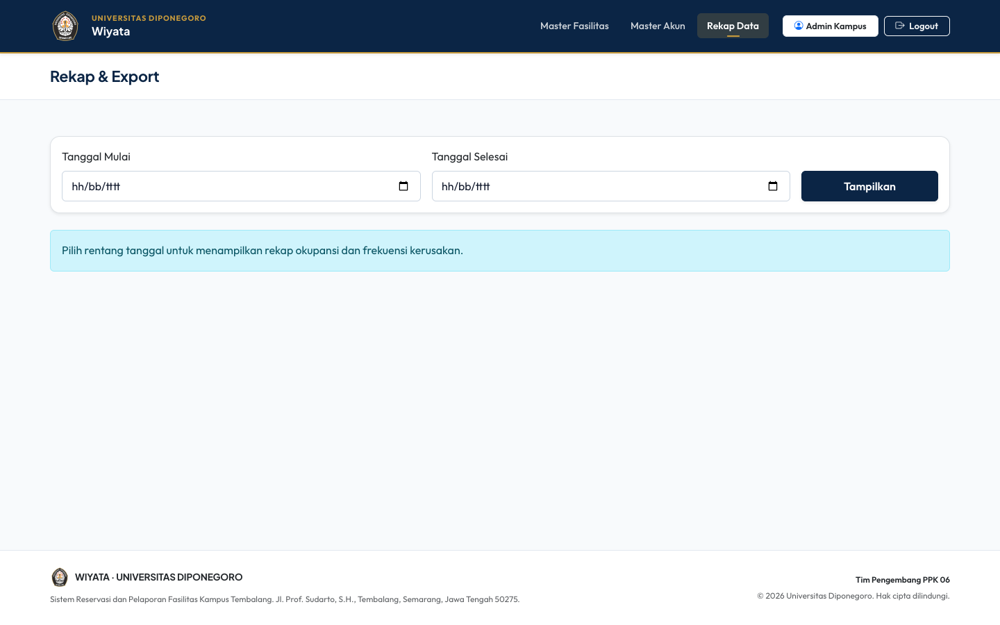 UNIVERSITAS DIPONEGORO
Wiyata
Master Fasilitas
Master Akun
Rekap Data
Admin Kampus
Logout
Rekap & Export
Tanggal Mulai
Tanggal Selesai
hh/bb/tttt
hh/bb/tttt
Tampilkan
Pilih rentang tanggal untuk menampilkan rekap okupansi dan frekuensi kerusakan.
WIYATA · UNIVERSITAS DIPONEGORO
Sistem Reservasi dan Pelaporan Fasilitas Kampus Tembalang. Jl. Prof. Sudarto, S.H., Tembalang, Semarang, Jawa Tengah 50275.
Tim Pengembang PPK 06
© 2026 Universitas Diponegoro. Hak cipta dilindungi.